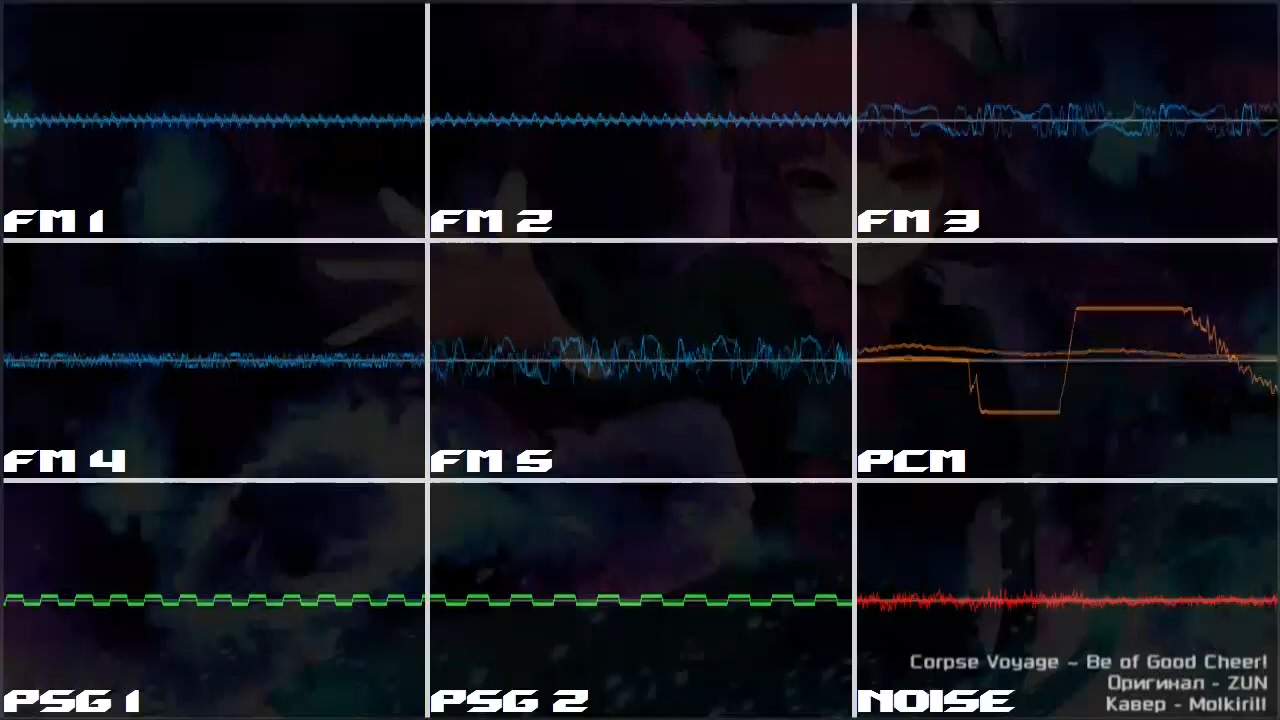 FM 1
FM 2
FM 3
FM 4
FM 5
PCM
PSG 1
PSG 2
NOISE
Corpse Voyage ~ Be of Good Cheer!
Оригинал - ZUN
Кавер - Molkirill